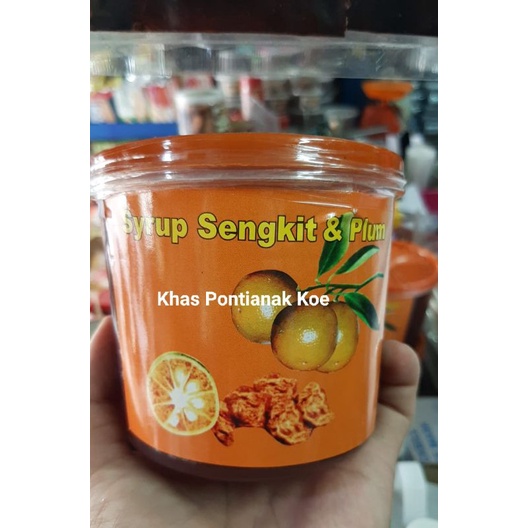 Syrup Sengkit & Plum
Khas Pontianak Koe